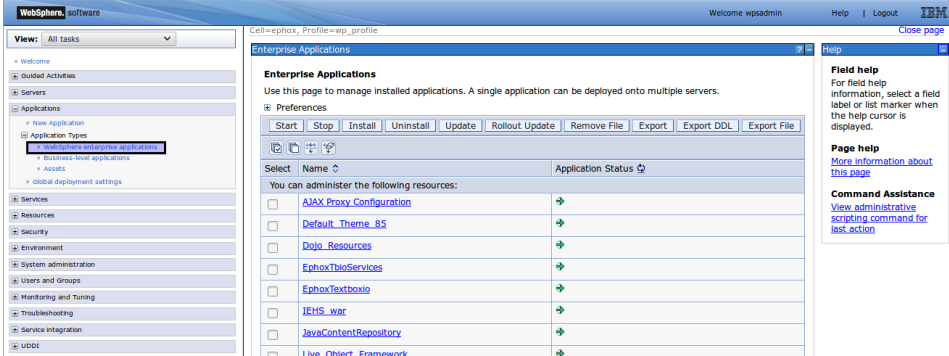 WebSphere. software
Welcome wpsadmin
Help | Logout
IBM
View: All tasks
Cell=ephox, Profile=wp_profile
Close page
Welcome
Guided Activities
Servers
Applications
New Application
Application Types
WebSphere enterprise applications
Business-level applications
Assets
Global deployment settings
Services
Resources
Security
Environment
System administration
Users and Groups
Monitoring and Tuning
Troubleshooting
Service integration
UDDI
Enterprise Applications
Enterprise Applications
Use this page to manage installed applications. A single application can be deployed onto multiple servers.
Preferences
Start Stop Install Uninstall Update Rollout Update Remove File Export Export DDL Export File
Select Name Application Status
You can administer the following resources:
AJAX Proxy Configuration
Default_Theme_85
Dojo_Resources
EphoxTbioServices
EphoxTextboxio
IEHS_war
JavaContentRepository
Live_Object_Framework
Help
Field help
For field help
information, select a field
label or list marker when
the help cursor is
displayed.
Page help
More information about
this page
Command Assistance
View administrative
scripting command for
last action